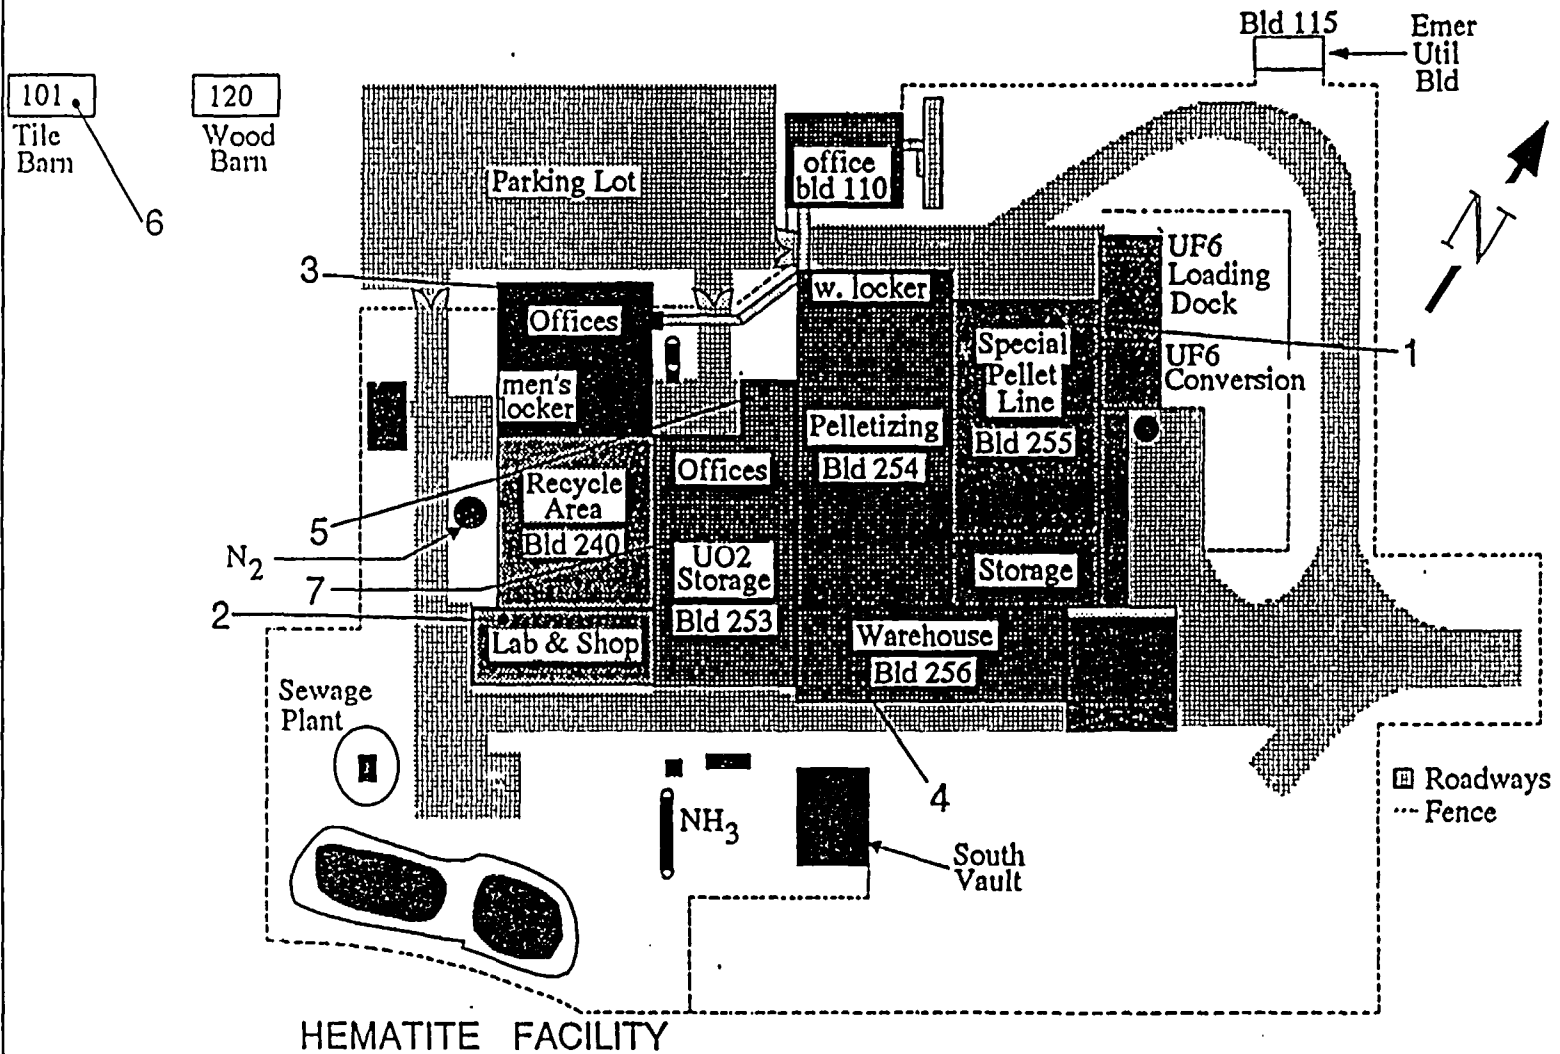 Bld 115
Emer
Util
Bld
101
Tile
Barn
120
Wood
Barn
6
Parking Lot
office
bld 110
N
3
Offices
men's
locker
w. locker
UF6
Loading
Dock
1
UF6
Conversion
Special
Pellet
Line
Bld 255
Pelletizing
Bld 254
Offices
Recycle
Area
Bld 240
5
N2
7
2
UO2
Storage
Bld 253
Storage
Lab & Shop
Warehouse
Bld 256
Sewage
Plant
4
NH3
South
Vault
H Roadways
Fence
HEMATITE FACILITY